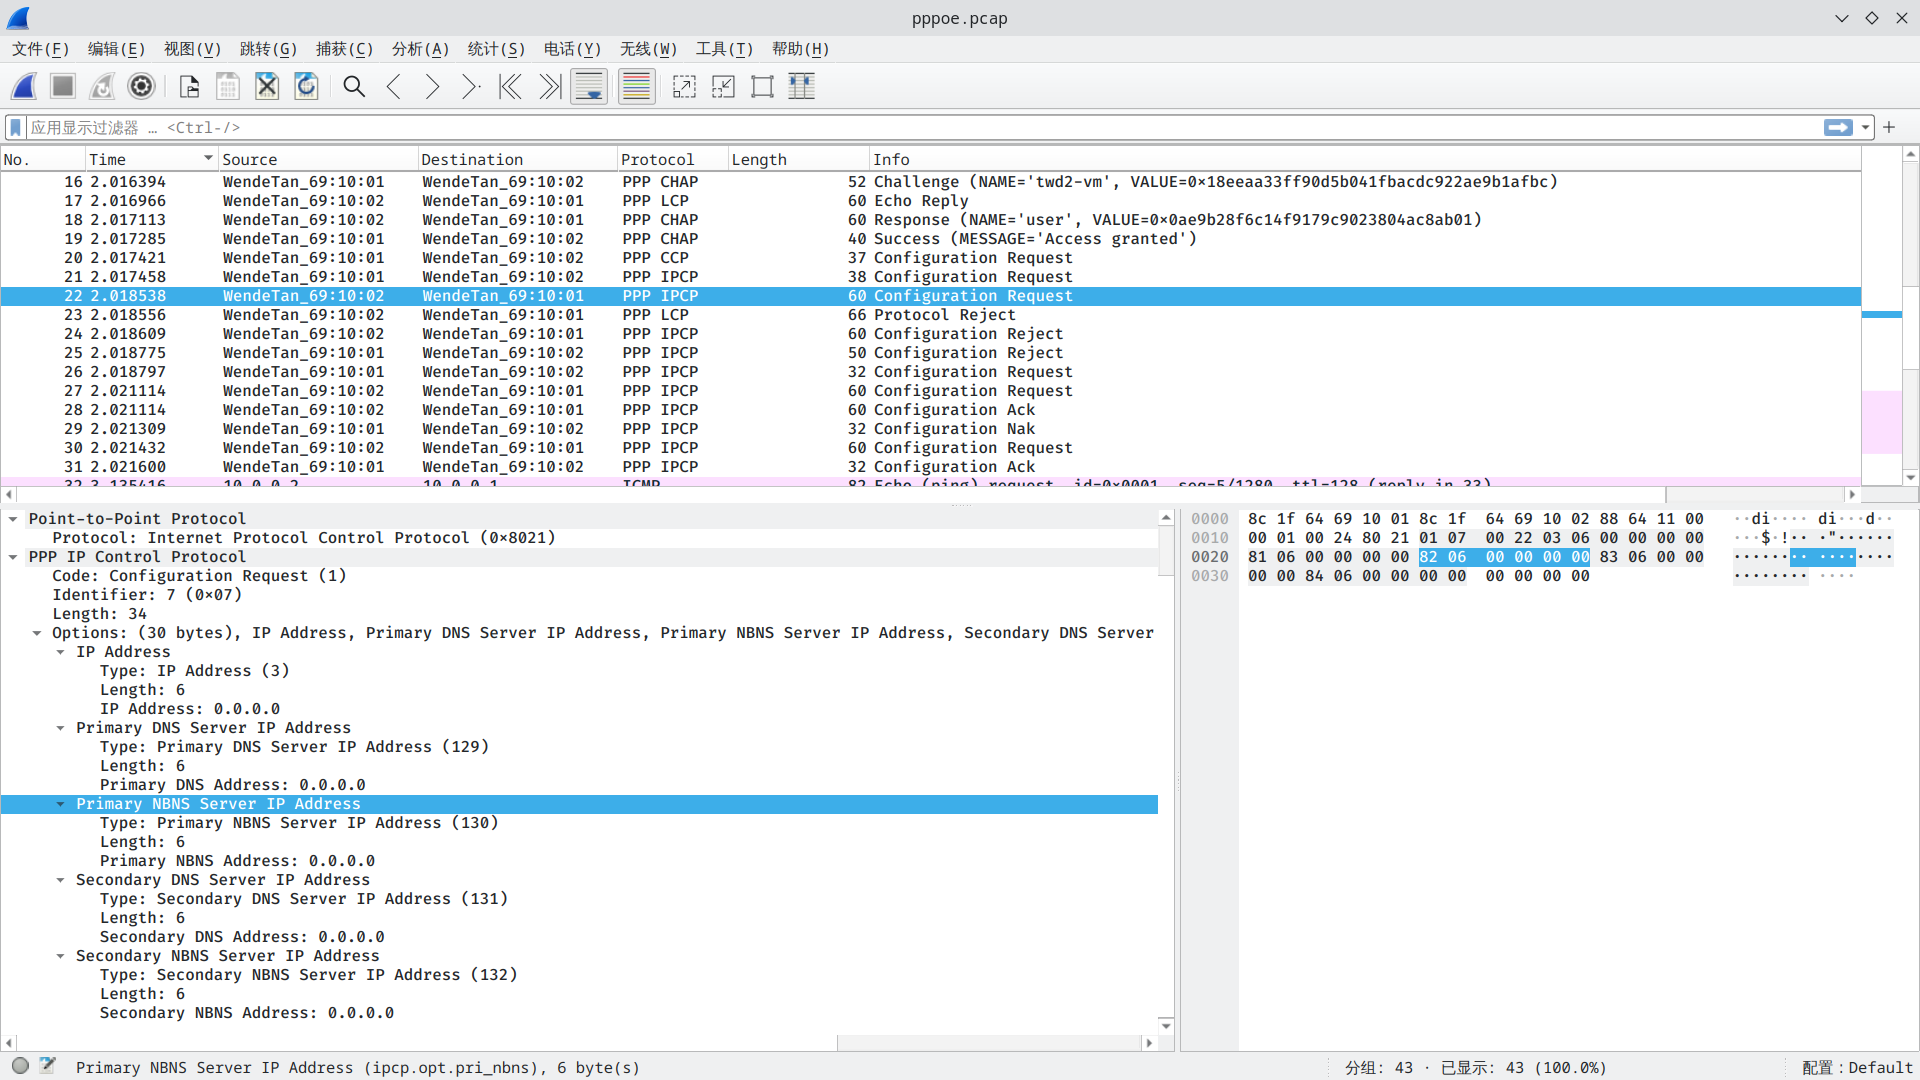 pppoe.pcap
文件(F) 编辑(E) 视图(V) 跳转(G) 捕获(C) 分析(A) 统计(S) 电话(Y) 无线(W) 工具(T) 帮助(H)
应用显示过滤器 … <Ctrl-/>
No. Time Source Destination Protocol Length Info
16 2.016394 WendeTan_69:10:01 WendeTan_69:10:02 PPP CHAP 52 Challenge (NAME='twd2-vm', VALUE=0x18eeaa33ff90d5b041fbacdc922ae9b1afbc)
17 2.016966 WendeTan_69:10:02 WendeTan_69:10:01 PPP LCP 60 Echo Reply
18 2.017113 WendeTan_69:10:02 WendeTan_69:10:01 PPP CHAP 60 Response (NAME='user', VALUE=0x0ae9b28f6c14f9179c9023804ac8ab01)
19 2.017285 WendeTan_69:10:01 WendeTan_69:10:02 PPP CHAP 40 Success (MESSAGE='Access granted')
20 2.017421 WendeTan_69:10:01 WendeTan_69:10:02 PPP CCP 37 Configuration Request
21 2.017458 WendeTan_69:10:01 WendeTan_69:10:02 PPP IPCP 38 Configuration Request
22 2.018538 WendeTan_69:10:02 WendeTan_69:10:01 PPP IPCP 60 Configuration Request
23 2.018556 WendeTan_69:10:02 WendeTan_69:10:01 PPP LCP 66 Protocol Reject
24 2.018609 WendeTan_69:10:02 WendeTan_69:10:01 PPP IPCP 60 Configuration Reject
25 2.018775 WendeTan_69:10:01 WendeTan_69:10:02 PPP IPCP 50 Configuration Reject
26 2.018797 WendeTan_69:10:01 WendeTan_69:10:02 PPP IPCP 32 Configuration Request
27 2.021114 WendeTan_69:10:02 WendeTan_69:10:01 PPP IPCP 60 Configuration Request
28 2.021114 WendeTan_69:10:02 WendeTan_69:10:01 PPP IPCP 60 Configuration Ack
29 2.021309 WendeTan_69:10:01 WendeTan_69:10:02 PPP IPCP 32 Configuration Nak
30 2.021432 WendeTan_69:10:02 WendeTan_69:10:01 PPP IPCP 60 Configuration Request
31 2.021600 WendeTan_69:10:01 WendeTan_69:10:02 PPP IPCP 32 Configuration Ack
32 3.135416 10.0.0.2 10.0.0.1 ICMP 82 Echo (ping) request id=0x0001, seq=5/1280, ttl=128 (reply in 33)
Point-to-Point Protocol
Protocol: Internet Protocol Control Protocol (0x8021)
PPP IP Control Protocol
Code: Configuration Request (1)
Identifier: 7 (0x07)
Length: 34
Options: (30 bytes), IP Address, Primary DNS Server IP Address, Primary NBNS Server IP Address, Secondary DNS Server
IP Address
Type: IP Address (3)
Length: 6
IP Address: 0.0.0.0
Primary DNS Server IP Address
Type: Primary DNS Server IP Address (129)
Length: 6
Primary DNS Address: 0.0.0.0
Primary NBNS Server IP Address
Type: Primary NBNS Server IP Address (130)
Length: 6
Primary NBNS Address: 0.0.0.0
Secondary DNS Server IP Address
Type: Secondary DNS Server IP Address (131)
Length: 6
Secondary DNS Address: 0.0.0.0
Secondary NBNS Server IP Address
Type: Secondary NBNS Server IP Address (132)
Length: 6
Secondary NBNS Address: 0.0.0.0
0000 8c 1f 64 69 10 01 8c 1f 64 69 10 02 88 64 11 00 ··di···· di···d··
0010 00 01 00 24 80 21 01 07 00 22 03 06 00 00 00 00 ···$·!·· ·"······
0020 81 06 00 00 00 00 82 06 00 00 00 00 83 06 00 00 ········ ········
0030 00 00 84 06 00 00 00 00 00 00 00 00 ········ ····
Primary NBNS Server IP Address (ipcp.opt.pri_nbns), 6 byte(s)
分组: 43 · 已显示: 43 (100.0%)
配置：Default